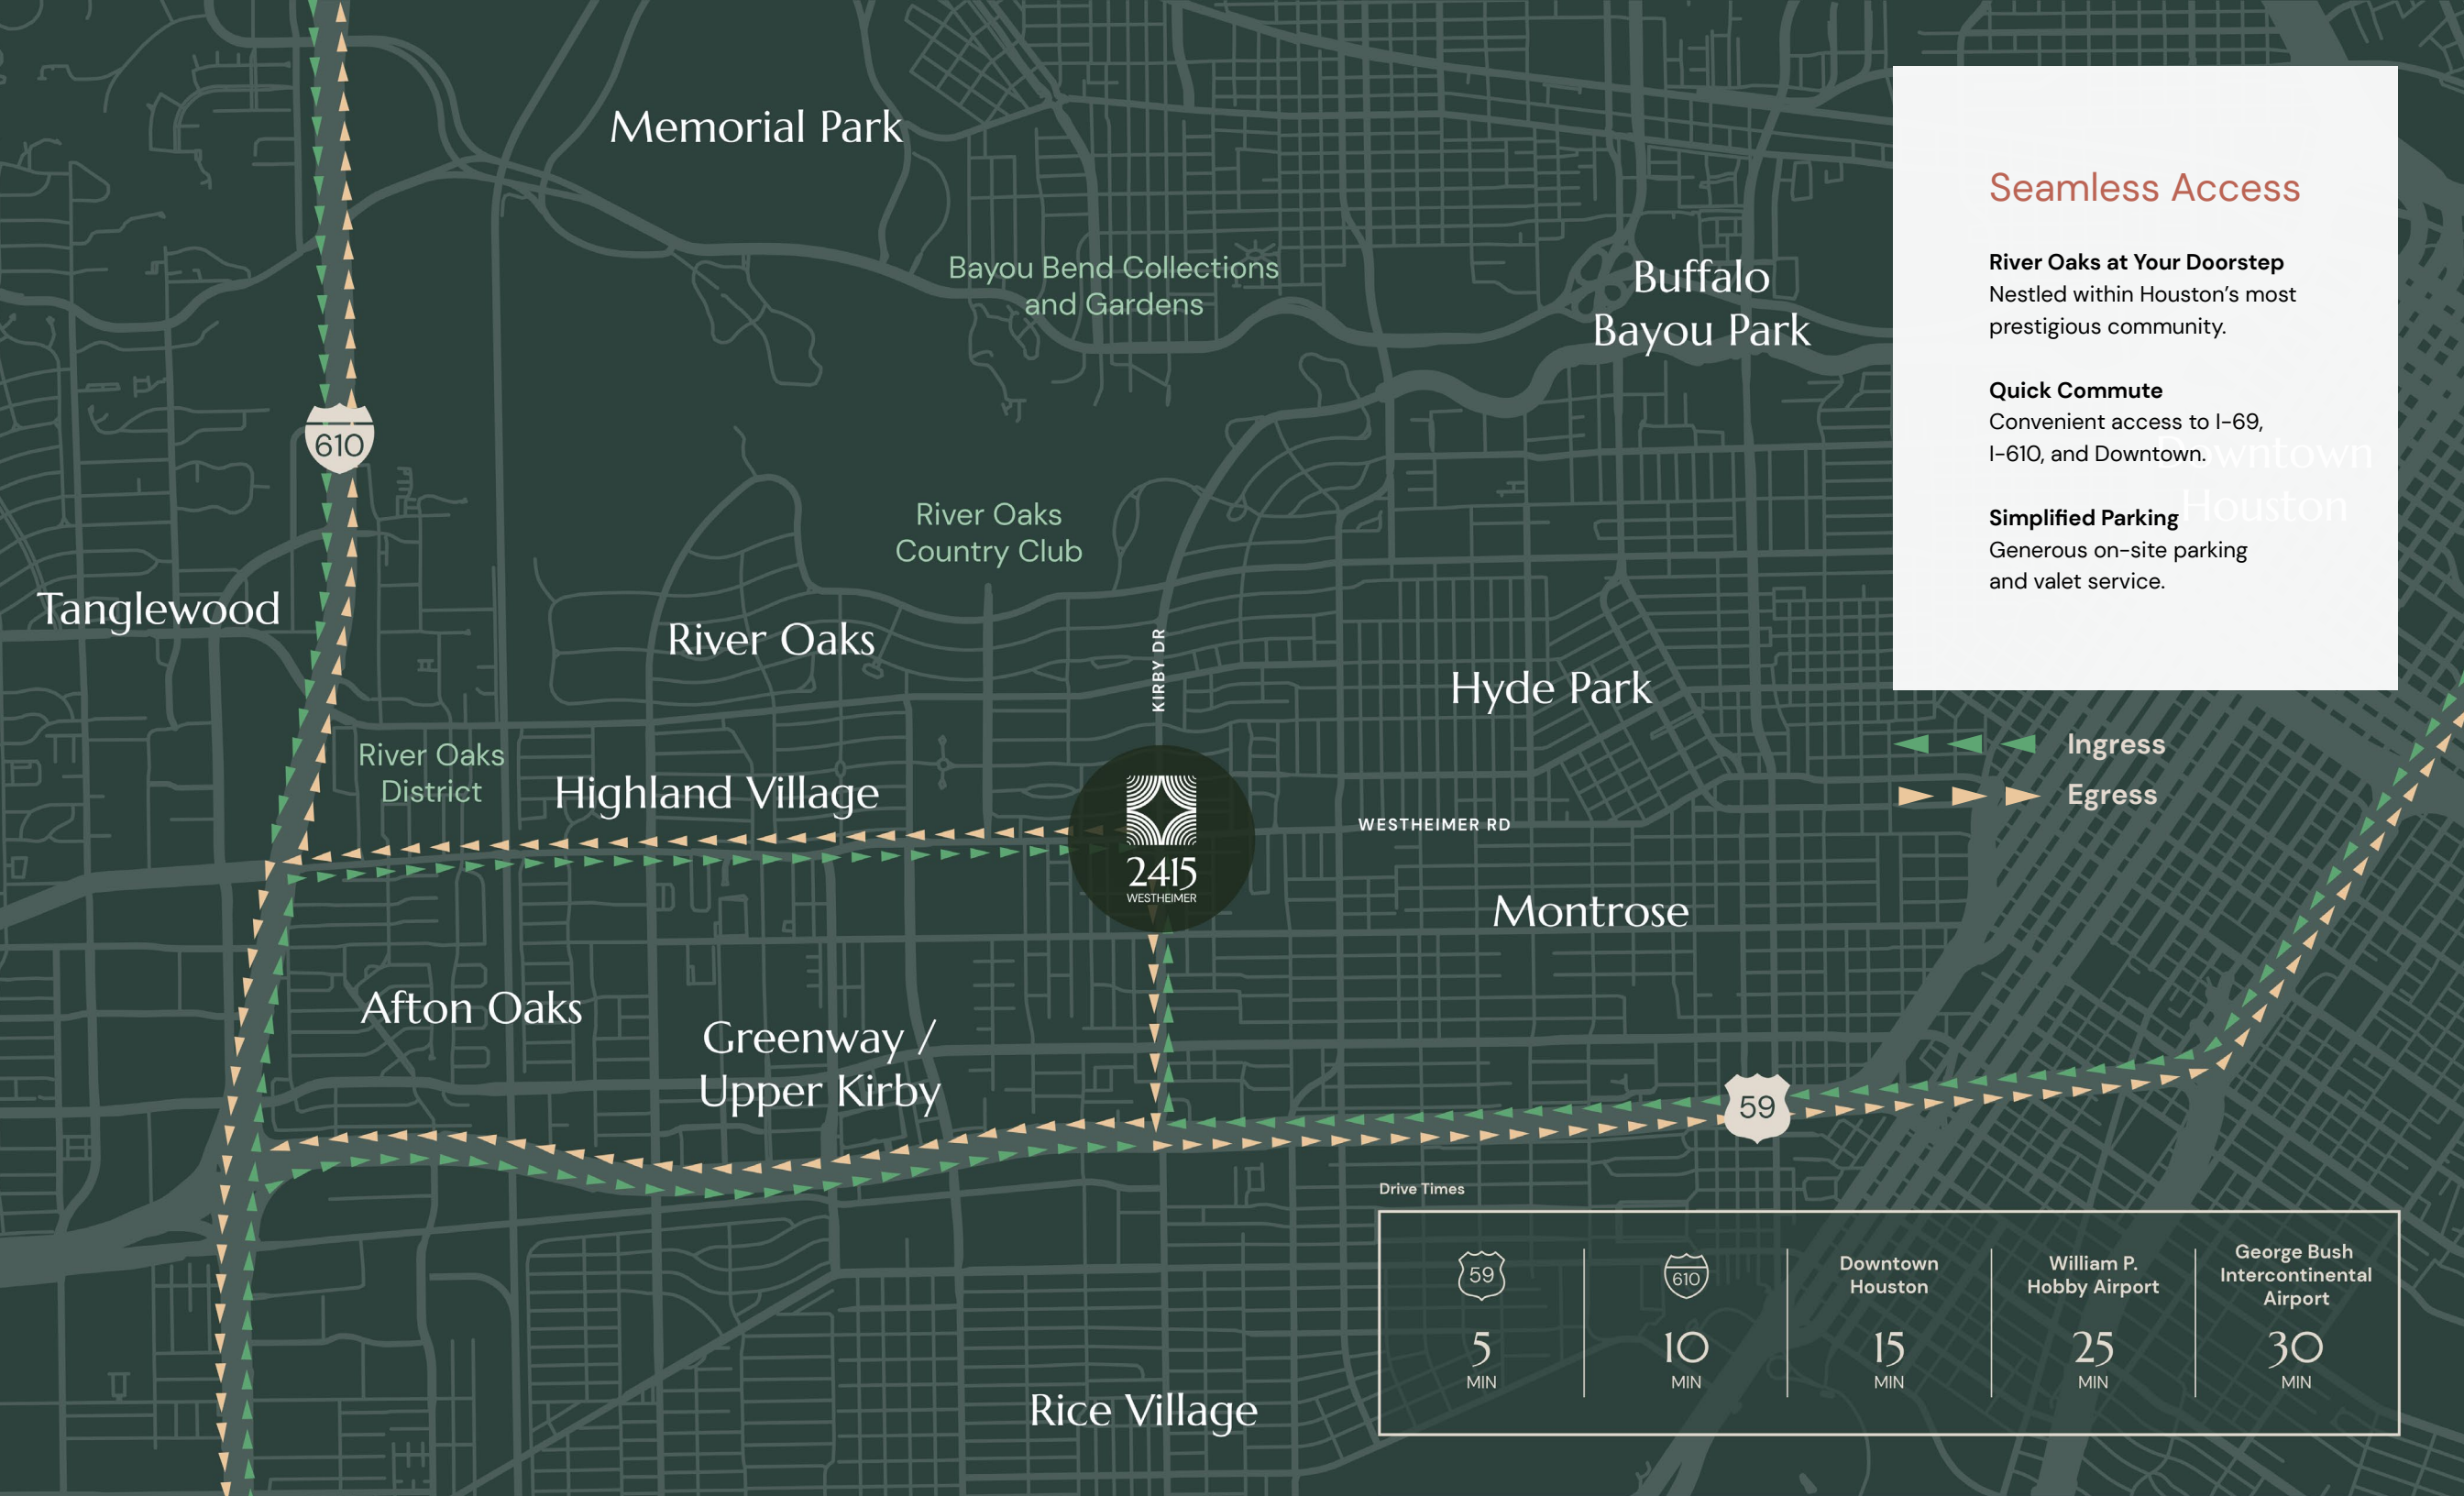 Memorial Park
Bayou Bend Collections
and Gardens
Buffalo
Bayou Park
610
River Oaks
Country Club
Tanglewood
River Oaks
KIRBY DR
Hyde Park
River Oaks
District
Highland Village
2415
WESTHEIMER
WESTHEIMER RD
Montrose
Afton Oaks
Greenway /
Upper Kirby
59
Rice Village
Seamless Access
River Oaks at Your Doorstep
Nestled within Houston’s most
prestigious community.
Quick Commute
Convenient access to I-69,
I-610, and Downtown.
Simplified Parking
Generous on-site parking
and valet service.
Downtown
Houston
Ingress
Egress
Drive Times
59
5
MIN
610
10
MIN
Downtown
Houston
15
MIN
William P.
Hobby Airport
25
MIN
George Bush
Intercontinental
Airport
30
MIN